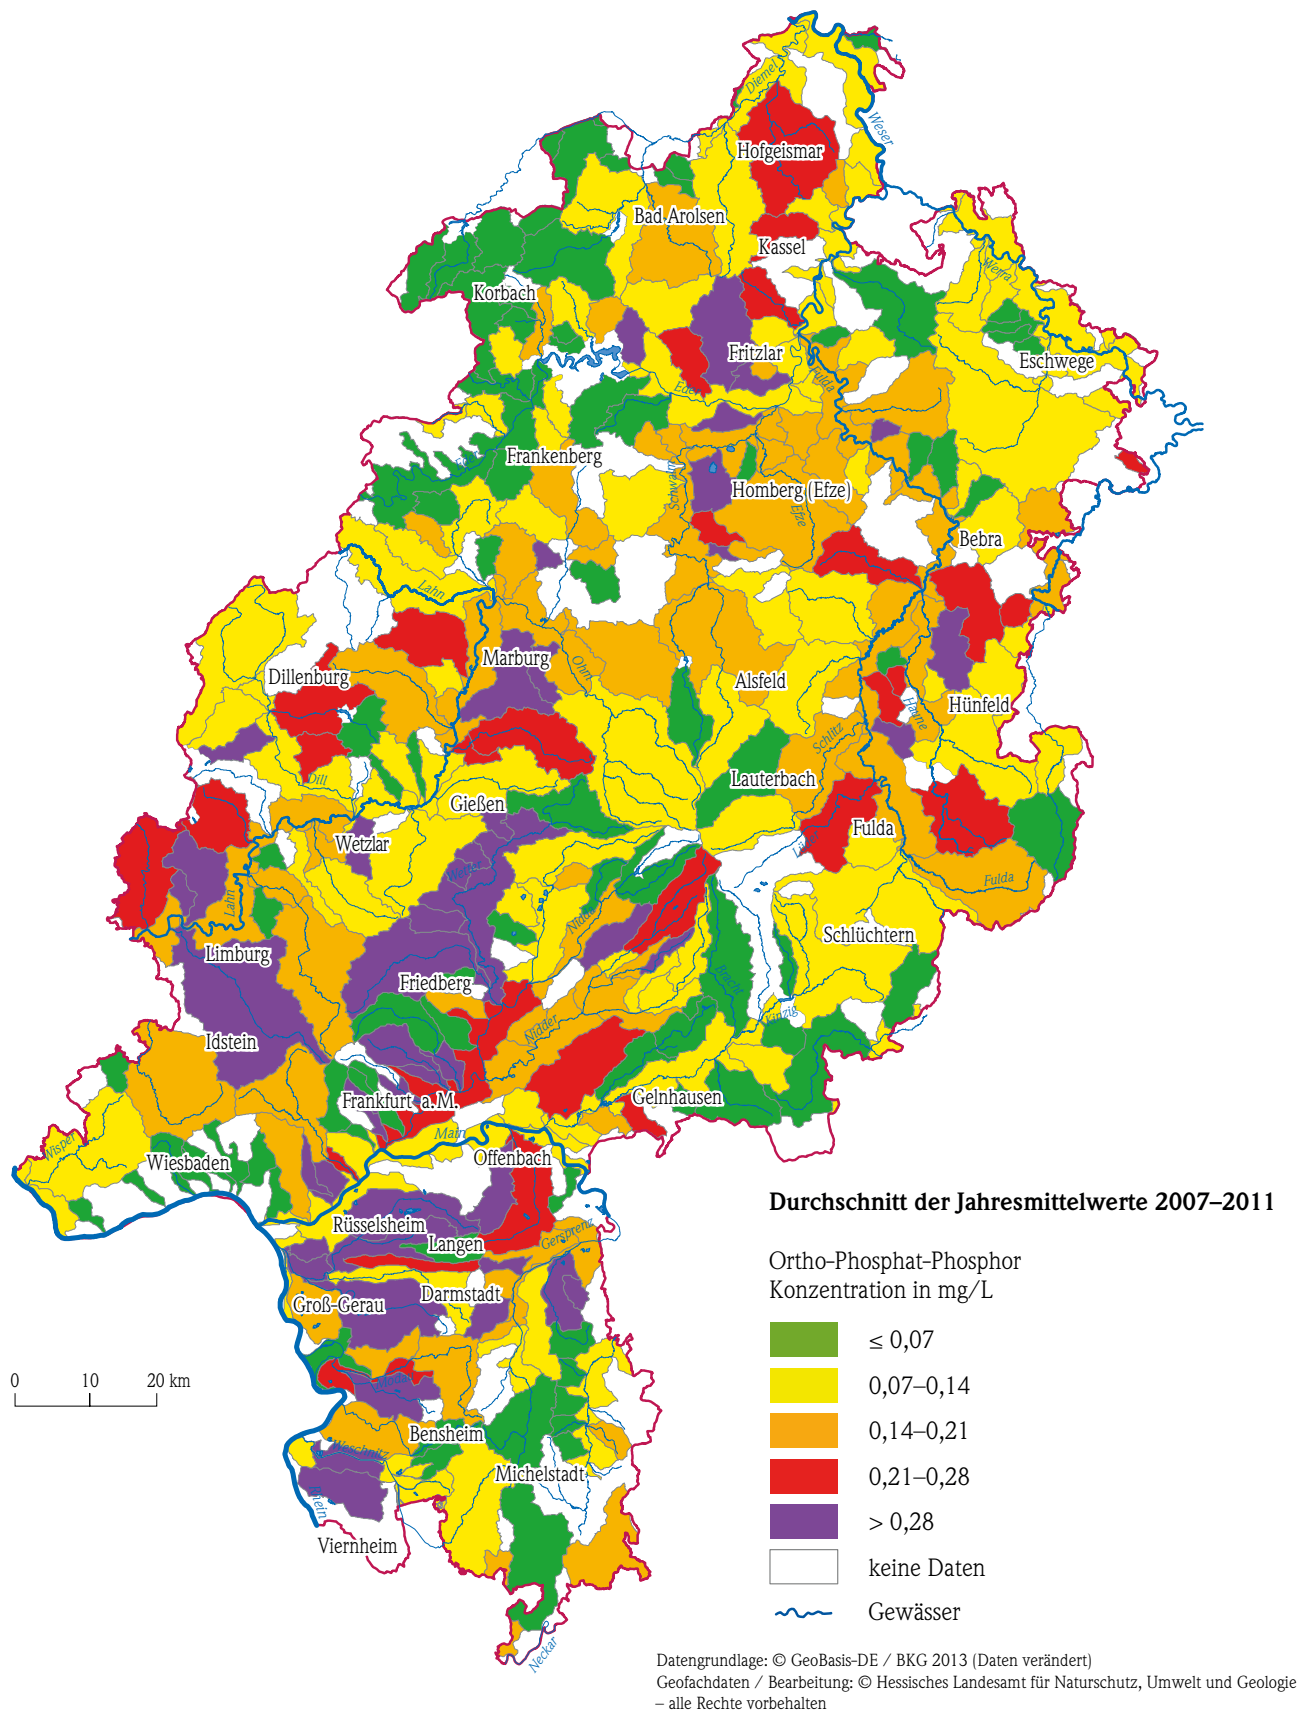 Diemel
Weser
Hofgeismar
Bad Arolsen
Kassel
Werra
Korbach
Fritzlar
Eschwege
Fulda
Eder
Frankenberg
Eder
Schwalm
Homberg (Efze)
Efze
Bebra
Lahn
Marburg
Ohm
Dillenburg
Alsfeld
Hünfeld
Haune
Schlitz
Lauterbach
Dill
Gießen
Wetzlar
Fulda
Wetter
Fulda
Lahn
Nidda
Schlüchtern
Limburg
Friedberg
Bracht
Kinzig
Nidder
Idstein
Frankfurt a. M.
Gelnhausen
Main
Wisper
Wiesbaden
Offenbach
Rüsselsheim
Langen
Gersprenz
Darmstadt
Groß-Gerau
Modau
Bensheim
Weschnitz
Michelstadt
Rhein
Viernheim
Neckar
0 10 20 km
Durchschnitt der Jahresmittelwerte 2007–2011
Ortho-Phosphat-Phosphor
Konzentration in mg/L
≤ 0,07
0,07–0,14
0,14–0,21
0,21–0,28
> 0,28
keine Daten
Gewässer
Datengrundlage: © GeoBasis-DE / BKG 2013 (Daten verändert)
Geofachdaten / Bearbeitung: © Hessisches Landesamt für Naturschutz, Umwelt und Geologie
– alle Rechte vorbehalten